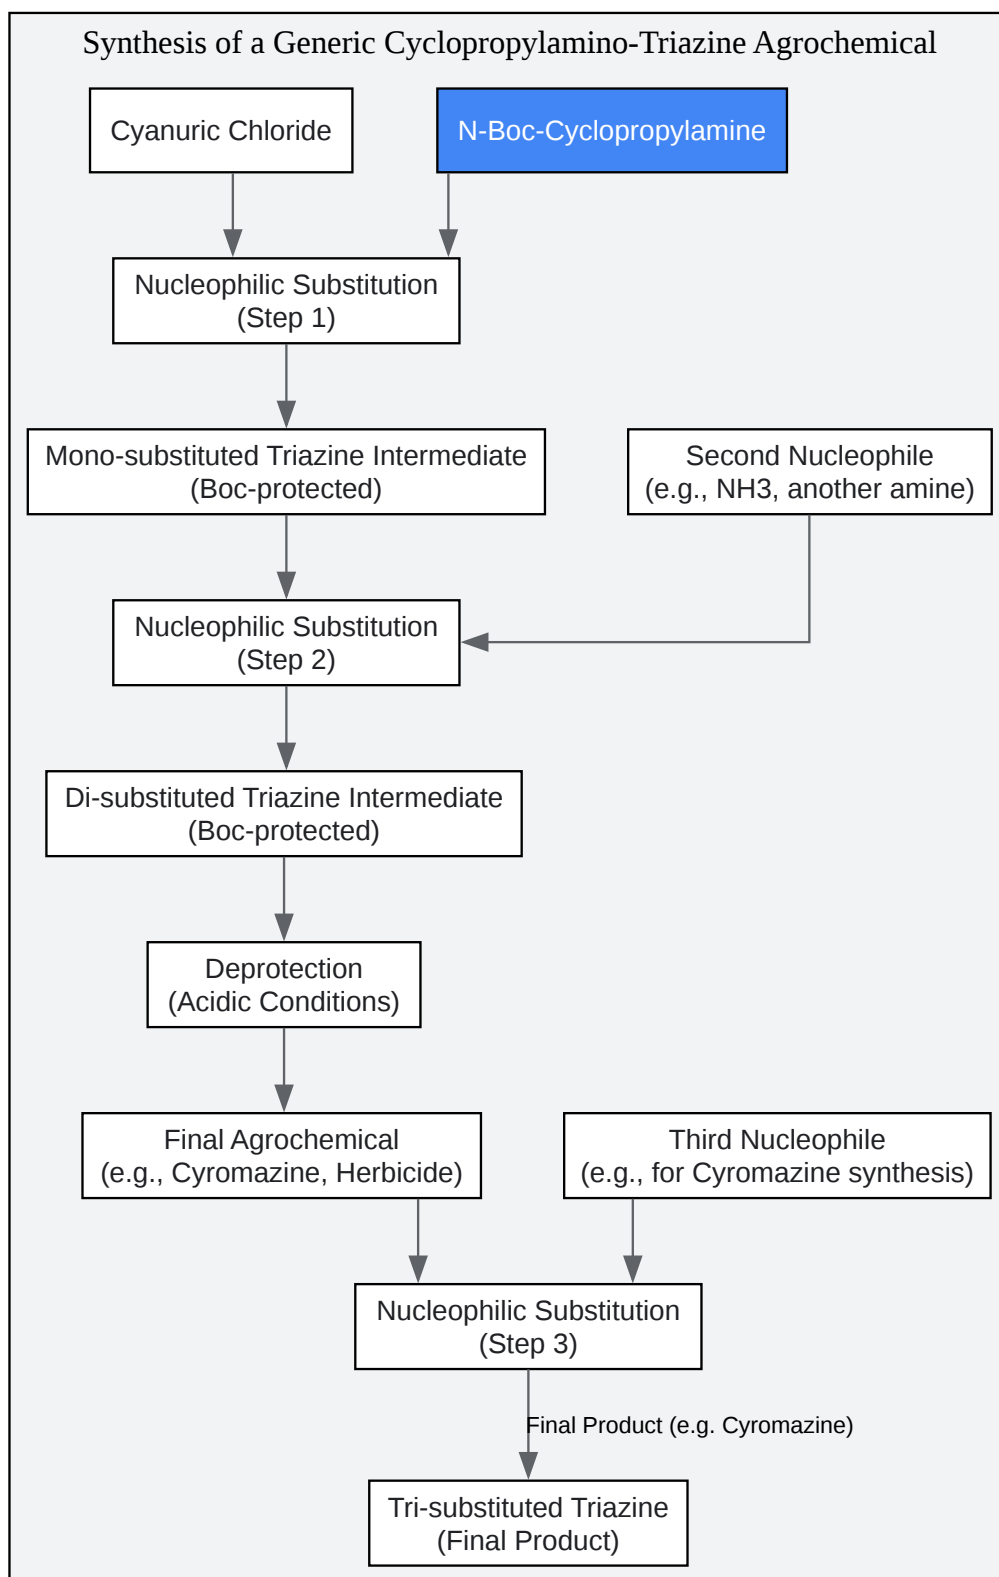 Synthesis of a Generic Cyclopropylamino-Triazine Agrochemical
Cyanuric Chloride
N-Boc-Cyclopropylamine
Nucleophilic Substitution
(Step 1)
Mono-substituted Triazine Intermediate
(Boc-protected)
Second Nucleophile
(e.g., NH3, another amine)
Nucleophilic Substitution
(Step 2)
Di-substituted Triazine Intermediate
(Boc-protected)
Deprotection
(Acidic Conditions)
Final Agrochemical
(e.g., Cyromazine, Herbicide)
Third Nucleophile
(e.g., for Cyromazine synthesis)
Nucleophilic Substitution
(Step 3)
Final Product (e.g. Cyromazine)
Tri-substituted Triazine
(Final Product)